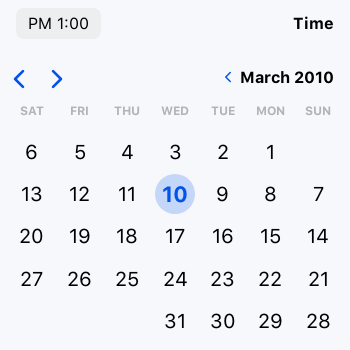 PM 1:00 Time
March 2010
SAT FRI THU WED TUE MON SUN
6 5 4 3 2 1
13 12 11 10 9 8 7
20 19 18 17 16 15 14
27 26 25 24 23 22 21
31 30 29 28